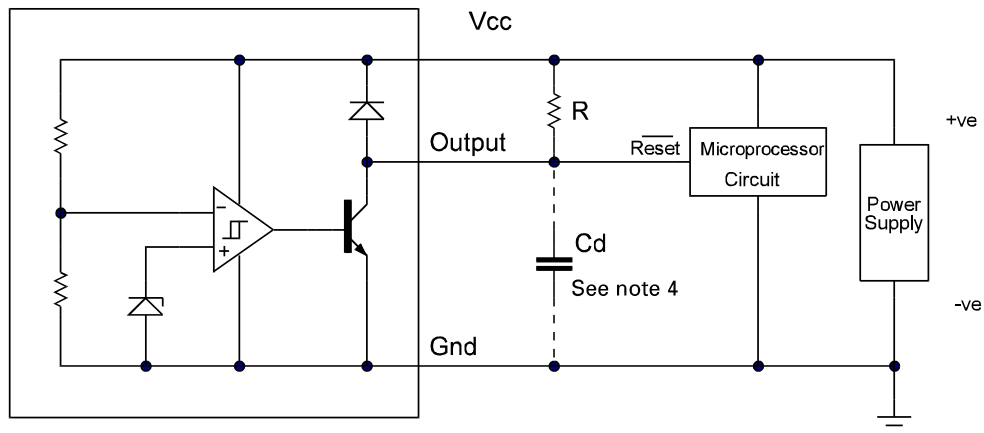 Vcc
R
+ve
Output
Reset
Microprocessor
Circuit
Power
Supply
−
+
Cd
See note 4
-ve
Gnd